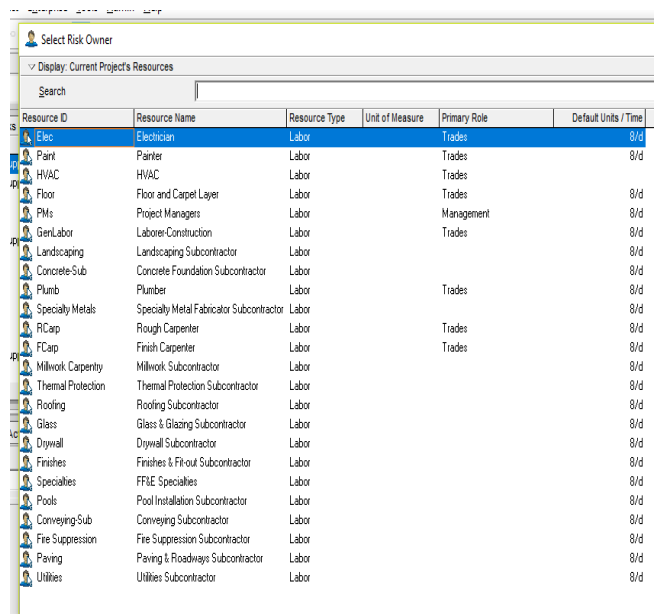 Select Risk Owner
Display: Current Project's Resources
Search
Resource ID Resource Name Resource Type Unit of Measure Primary Role Default Units / Time
Elec Electrician Labor Trades 8/d
Paint Painter Labor Trades 8/d
HVAC HVAC Labor Trades
Floor Floor and Carpet Layer Labor Trades 8/d
PMs Project Managers Labor Management 8/d
GenLabor Laborer-Construction Labor Trades 8/d
Landscaping Landscaping Subcontractor Labor 8/d
Concrete-Sub Concrete Foundation Subcontractor Labor 8/d
Plumb Plumber Labor Trades 8/d
Specialty Metals Specialty Metal Fabricator Subcontractor Labor 8/d
RCarp Rough Carpenter Labor Trades 8/d
FCarp Finish Carpenter Labor Trades 8/d
Millwork Carpentry Millwork Subcontractor Labor 8/d
Thermal Protection Thermal Protection Subcontractor Labor 8/d
Roofing Roofing Subcontractor Labor 8/d
Glass Glass & Glazing Subcontractor Labor 8/d
Drywall Drywall Subcontractor Labor 8/d
Finishes Finishes & Fit-out Subcontractor Labor 8/d
Specialties FF&E Specialties Labor 8/d
Pools Pool Installation Subcontractor Labor 8/d
Conveying-Sub Conveying Subcontractor Labor 8/d
Fire Suppression Fire Suppression Subcontractor Labor 8/d
Paving Paving & Roadways Subcontractor Labor 8/d
Utilities Utilities Subcontractor Labor 8/d